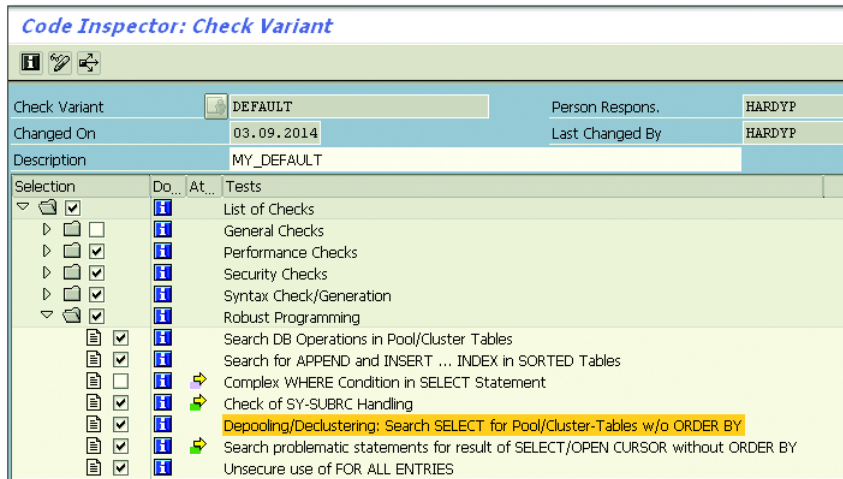 Code Inspector: Check Variant
Check Variant DEFAULT Person Respons. HARDYP
Changed On 03.09.2014 Last Changed By HARDYP
Description MY_DEFAULT
Selection Do... At... Tests
List of Checks
General Checks
Performance Checks
Security Checks
Syntax Check/Generation
Robust Programming
Search DB Operations in Pool/Cluster Tables
Search for APPEND and INSERT ... INDEX in SORTED Tables
Complex WHERE Condition in SELECT Statement
Check of SY-SUBRC Handling
Depooling/Declustering: Search SELECT for Pool/Cluster-Tables w/o ORDER BY
Search problematic statements for result of SELECT/OPEN CURSOR without ORDER BY
Unsecure use of FOR ALL ENTRIES